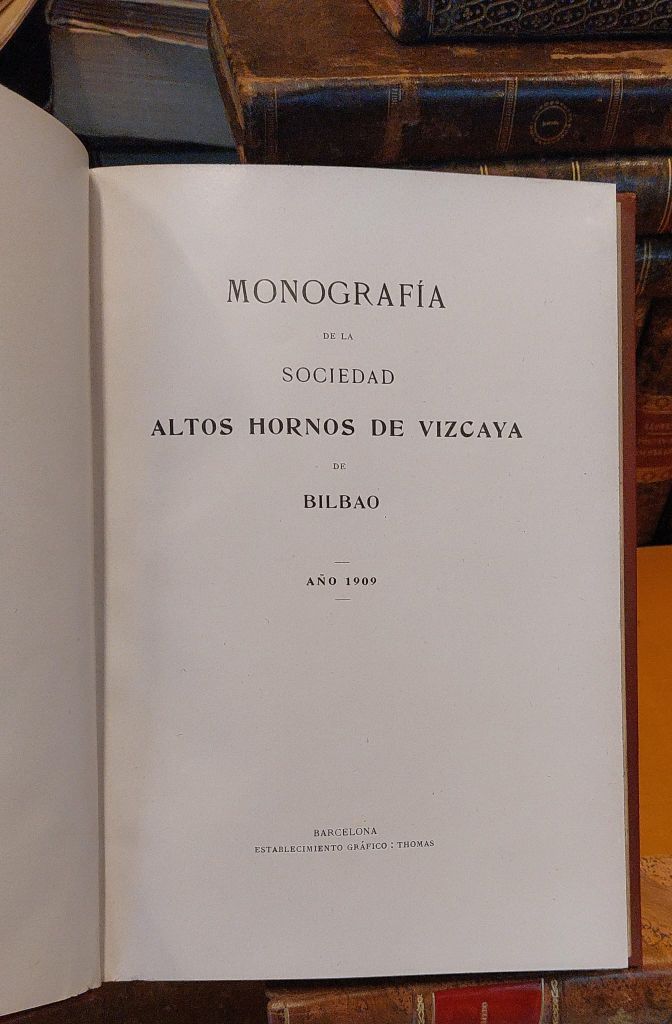 MONOGRAFÍA
DE LA
SOCIEDAD
ALTOS HORNOS DE VIZCAYA
DE
BILBAO
AÑO 1909
BARCELONA
ESTABLECIMIENTO GRÁFICO : THOMAS